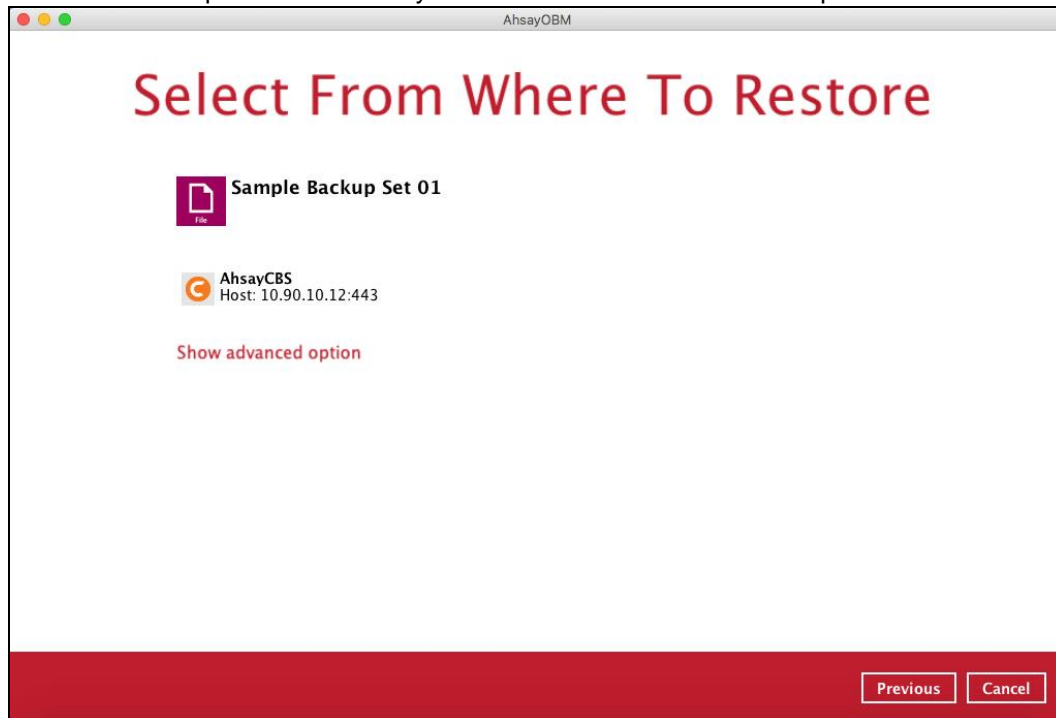 AhsayOBM
Select From Where To Restore
Sample Backup Set 01
File
AhsayCBS
Host: 10.90.10.12:443
Show advanced option
Previous Cancel